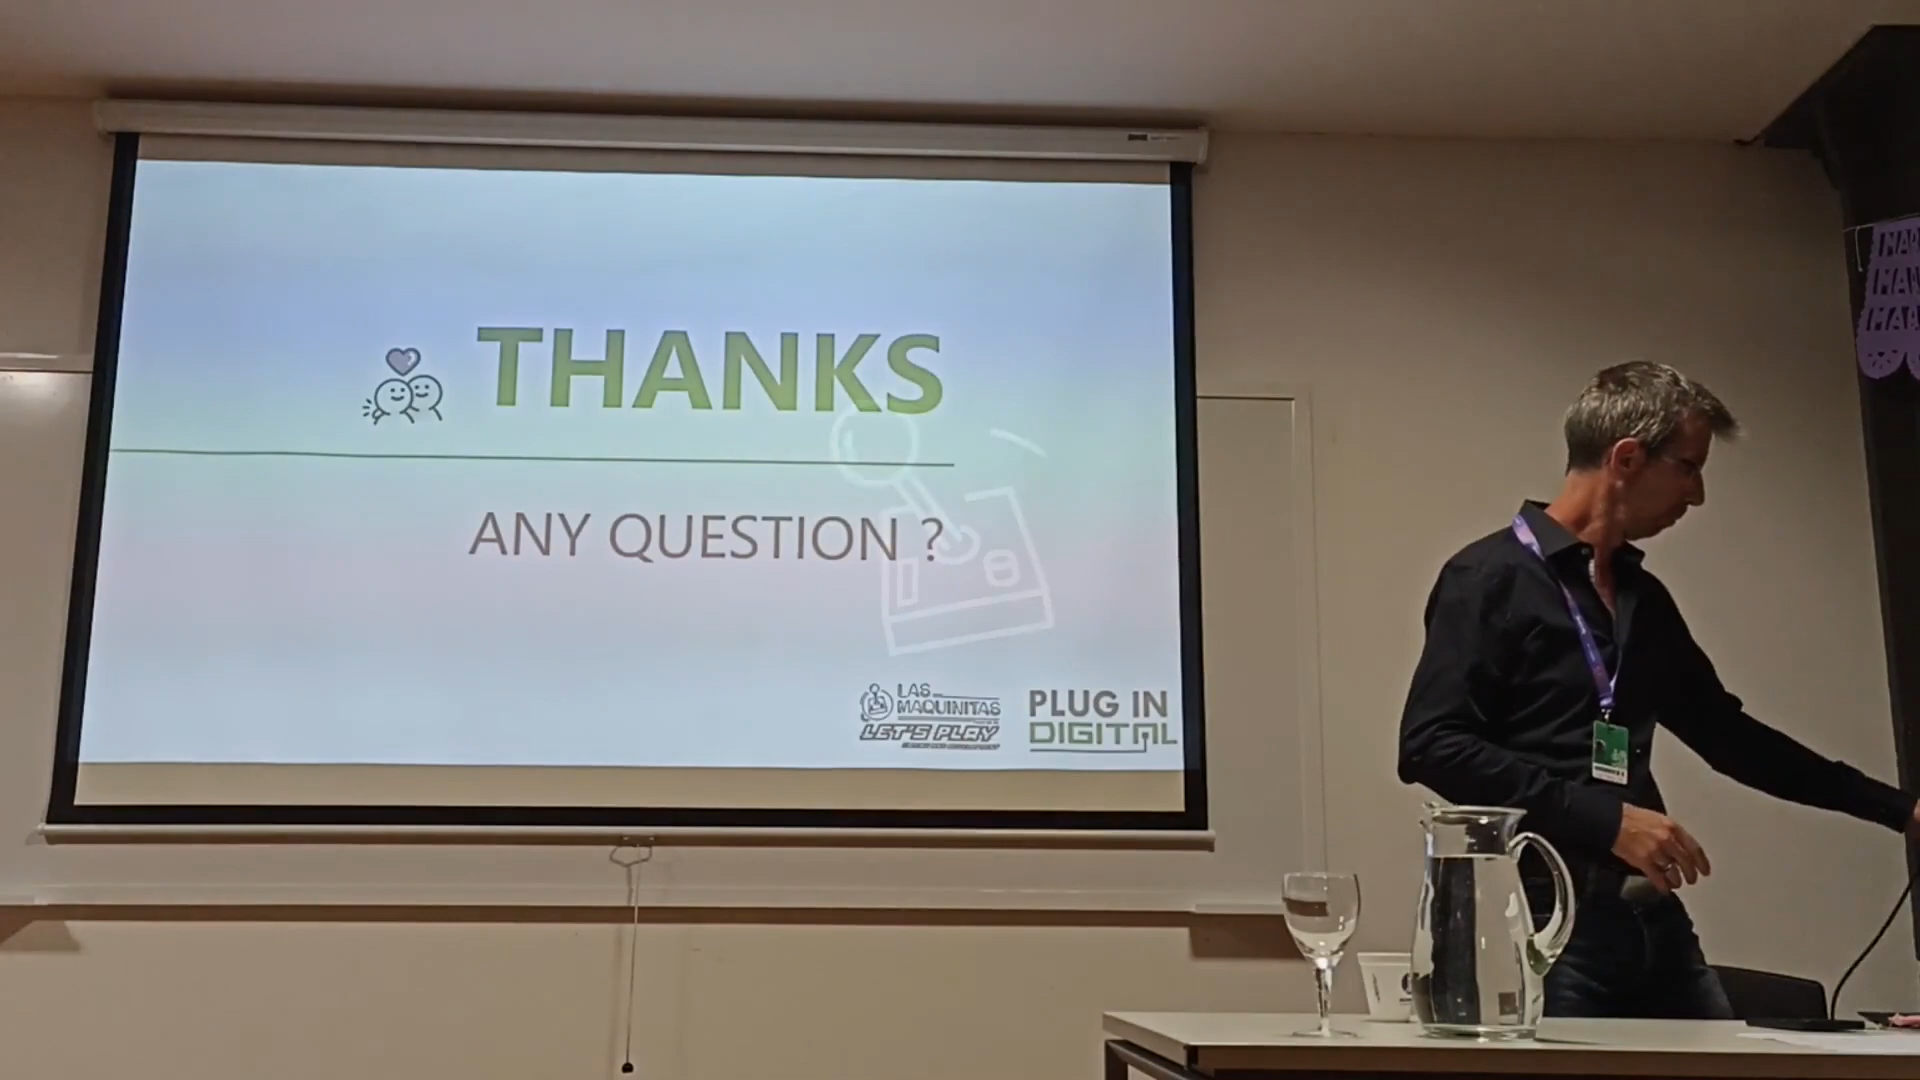 THANKS
ANY QUESTION ?
LAS
MAQUINITAS
LET'S PLAY
PLUG IN
DIGITAL